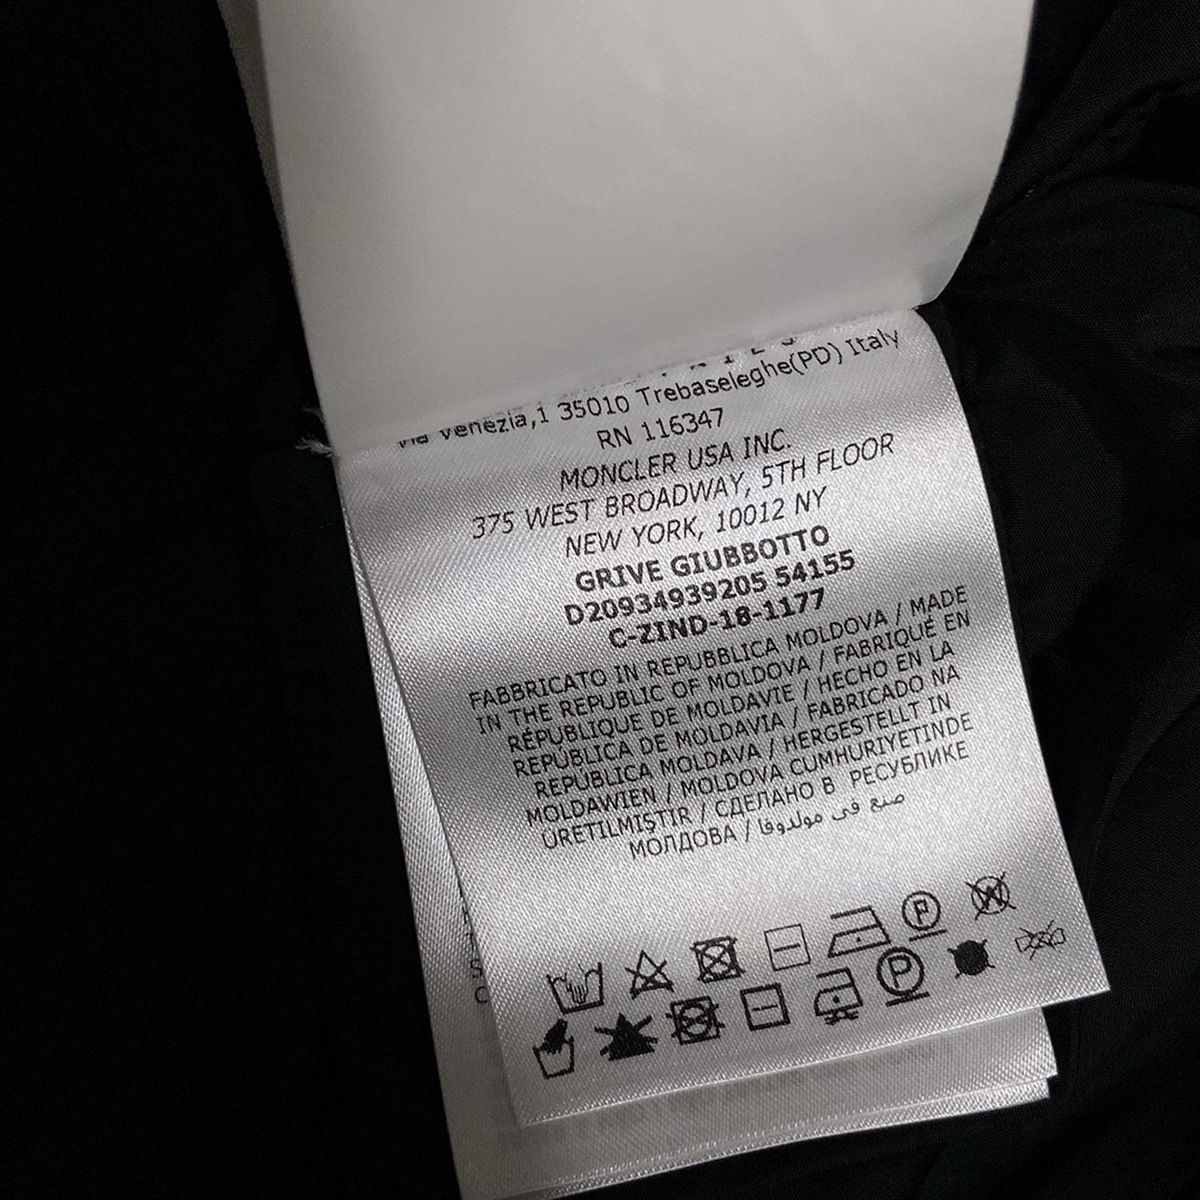 Via Venezia,1 35010 Trebaseleghe(PD) Italy
RN 116347
MONCLER USA INC.
375 WEST BROADWAY, 5TH FLOOR
NEW YORK, 10012 NY
GRIVE GIUBBOTTO
D20934939205 54155
C-ZIND-18-1177
FABBRICATO IN REPUBBLICA MOLDOVA / MADE
IN THE REPUBLIC OF MOLDOVA / FABRIQUÉ EN
RÉPUBLIQUE DE MOLDAVIE / HECHO EN LA
REPÚBLICA DE MOLDAVIA / FABRICADO NA
REPÚBLICA MOLDAVA / HERGESTELLT IN
MOLDAWIEN / MOLDOVA CUMHURIYETINDE
ÜRETILMIŞTIR / СДЕЛАНО В РЕСУБЛИКЕ
МОЛДОВА / صنع في مولدوفا
F
W
P
S
C